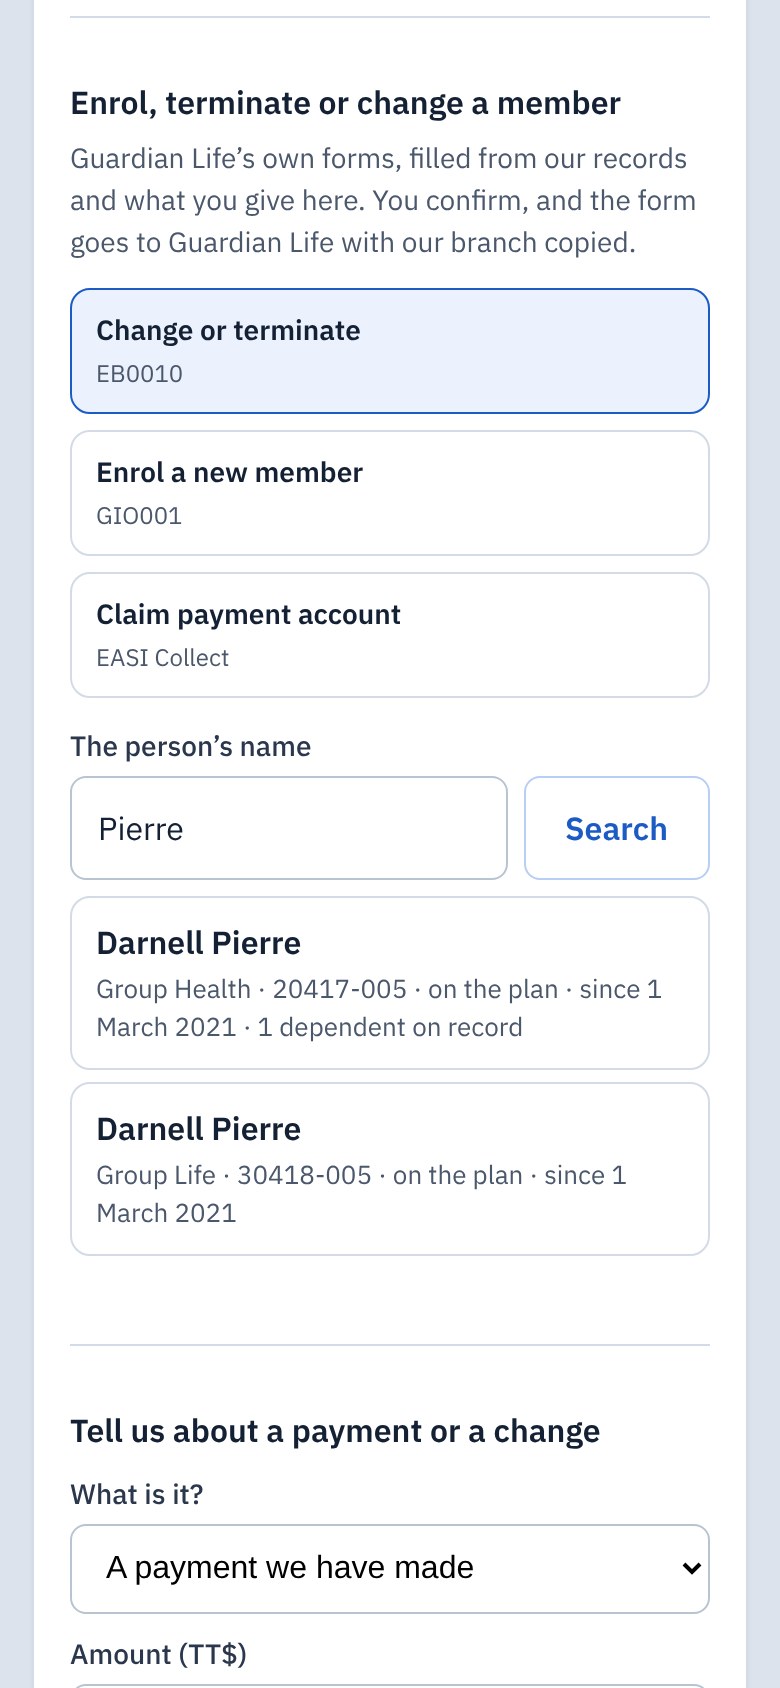 Enrol, terminate or change a member
Guardian Life’s own forms, filled from our records
and what you give here. You confirm, and the form
goes to Guardian Life with our branch copied.
Change or terminate
EB0010
Enrol a new member
GIO001
Claim payment account
EASI Collect
The person’s name
Pierre
Search
Darnell Pierre
Group Health · 20417-005 · on the plan · since 1
March 2021 · 1 dependent on record
Darnell Pierre
Group Life · 30418-005 · on the plan · since 1
March 2021
Tell us about a payment or a change
What is it?
A payment we have made
Amount (TT$)